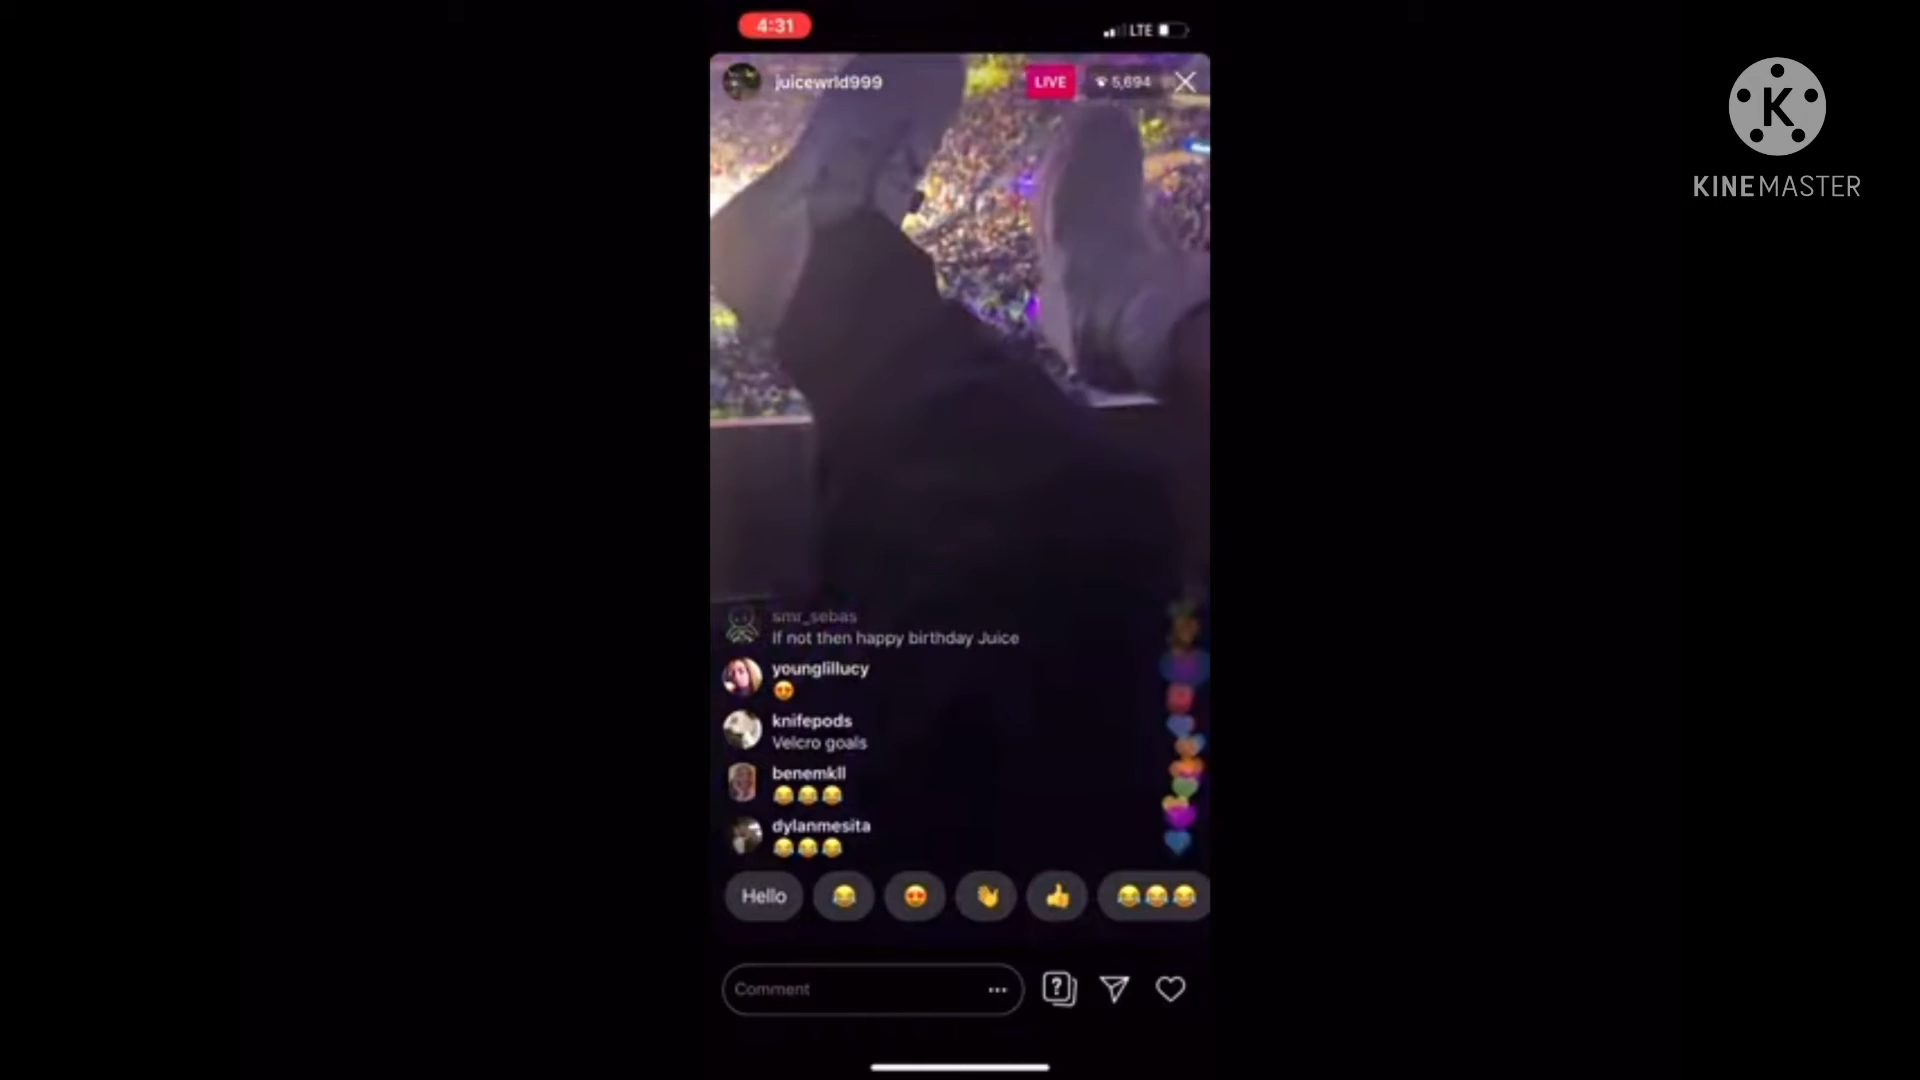 4:31
LTE
juicewrld999
LIVE
5,694
K
KINEMASTER
smr_sebas
If not then happy birthday Juice
younglillucy
knifepods
Velcro goals
benemkll
dylanmesita
Hello
Comment